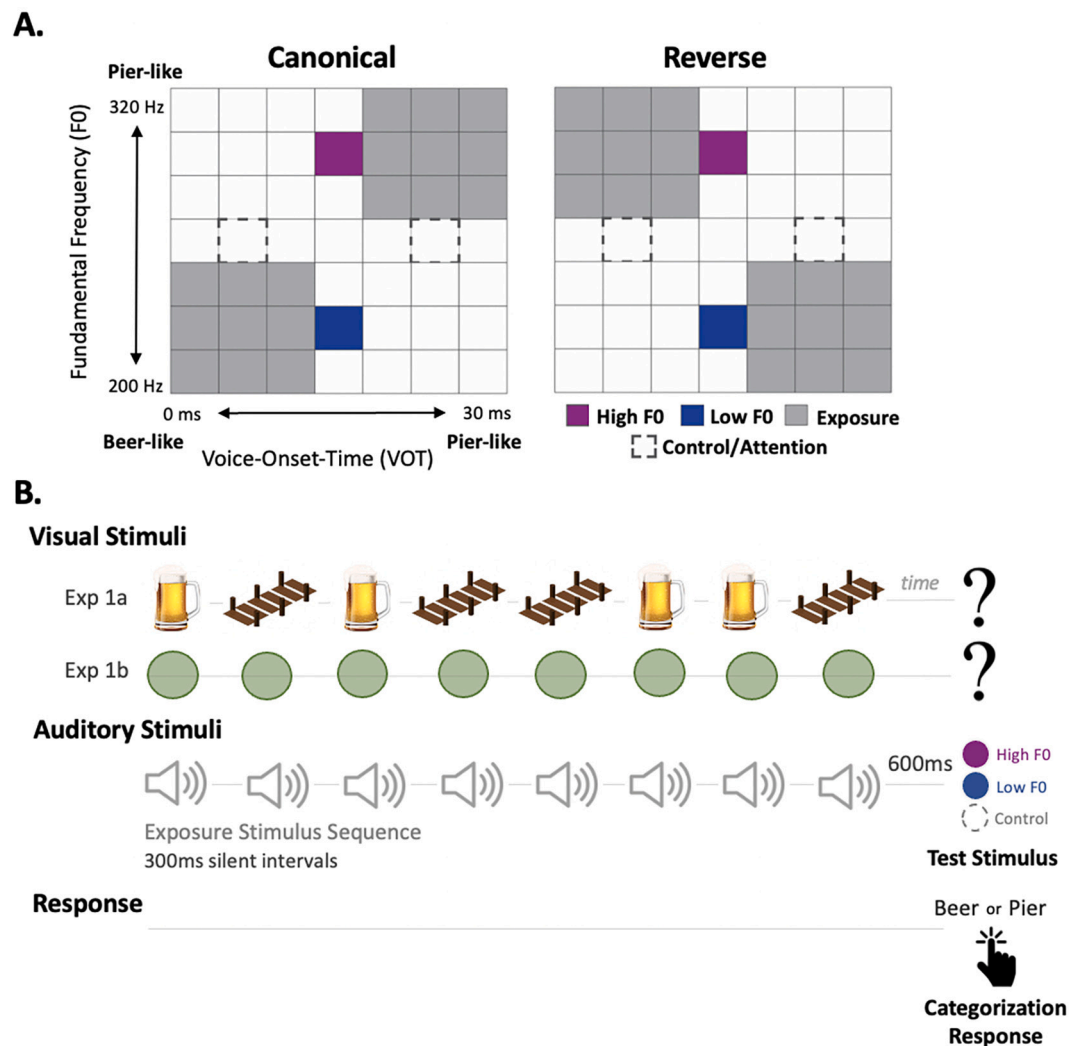 A.
Canonical
Reverse
Pier-like
320 Hz
Fundamental Frequency (F0)
200 Hz
0 ms
30 ms
Beer-like
Pier-like
Voice-Onset-Time (VOT)
High F0
Low F0
Exposure
Control/Attention
B.
Visual Stimuli
Exp 1a
time
?
Exp 1b
?
Auditory Stimuli
600ms
High F0
Low F0
Control
Exposure Stimulus Sequence
300ms silent intervals
Test Stimulus
Response
Beer or Pier
Categorization
Response